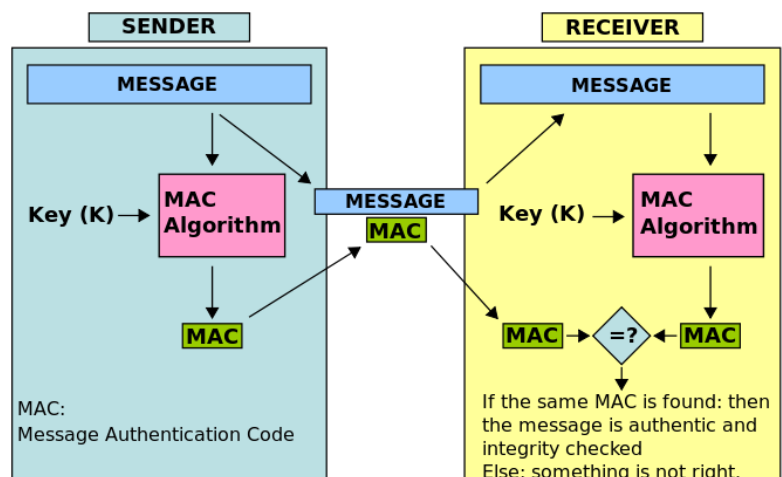 SENDER
RECEIVER
MESSAGE
MESSAGE
Key (K)
MAC
Algorithm
MESSAGE
MAC
Key (K)
MAC
Algorithm
MAC
MAC
=?
MAC
MAC:
Message Authentication Code
If the same MAC is found: then
the message is authentic and
integrity checked
Else: something is not right.